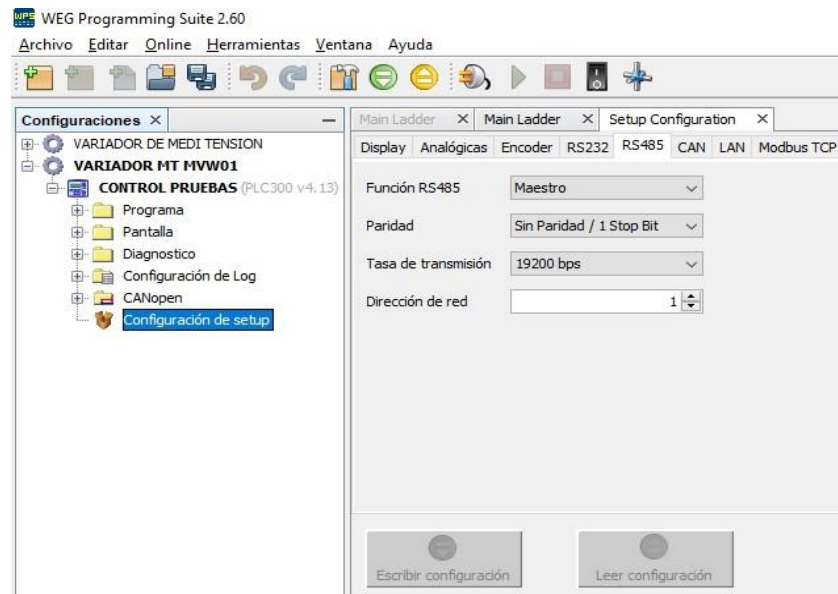 WPS WEG Programming Suite 2.60
Archivo Editar Online Herramientas Ventana Ayuda
Configuraciones
VARIADOR DE MEDI TENSION
VARIADOR MT MVW01
CONTROL PRUEBAS (PLC300 v4.13)
Programa
Pantalla
Diagnostico
Configuración de Log
CANopen
Configuración de setup
Main Ladder Main Ladder Setup Configuration
Display Analógicas Encoder RS232 RS485 CAN LAN Modbus TCP
Función RS485 Maestro
Paridad Sin Paridad / 1 Stop Bit
Tasa de transmisión 19200 bps
Dirección de red 1
Escribir configuración Leer configuración